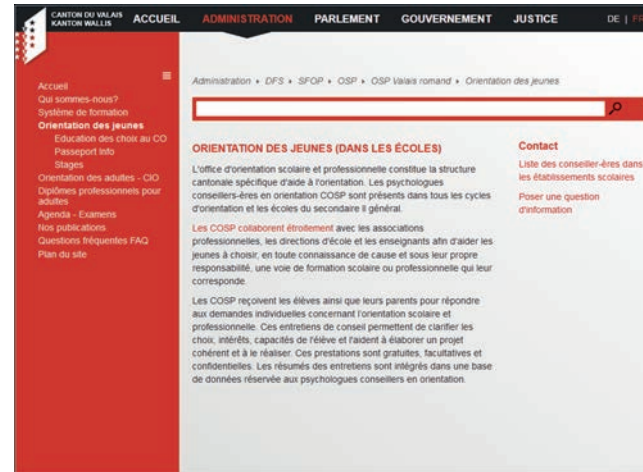 CANTON DU VALAIS
KANTON WALLIS
ACCUEIL ADMINISTRATION PARLEMENT GOUVERNEMENT JUSTICE DE | FR
Administration DFS SFOP OSP OSP Valais romand Orientation des jeunes
Accueil
Qui sommes-nous?
Système de formation
Orientation des jeunes
Education des choix au CO
Passeport Info
Stages
Orientation des adultes - CIO
Diplômes professionnels pour
adultes
Agenda - Examens
Nos publications
Questions fréquentes FAQ
Plan du site
ORIENTATION DES JEUNES (DANS LES ÉCOLES)
L'office d'orientation scolaire et professionnelle constitue la structure
cantonale spécifique d'aide à l'orientation. Les psychologues
conseillers-ères en orientation COSP sont présents dans tous les cycles
d'orientation et les écoles du secondaire II général.
Les COSP collaborent étroitement avec les associations
professionnelles, les directions d'école et les enseignants afin d'aider les
jeunes à choisir, en toute connaissance de cause et sous leur propre
responsabilité, une voie de formation scolaire ou professionnelle qui leur
corresponde.
Les COSP reçoivent les élèves ainsi que leurs parents pour répondre
aux demandes individuelles concernant l'orientation scolaire et
professionnelle. Ces entretiens de conseil permettent de clarifier les
choix, intérêts, capacités de l'élève et l'aident à élaborer un projet
cohérent et à le réaliser. Ces prestations sont gratuites, facultatives et
confidentielles. Les résumés des entretiens sont intégrés dans une base
de données réservée aux psychologues conseillers en orientation.
Contact
Liste des conseiller-ères dans
les établissements scolaires
Poser une question
d'information